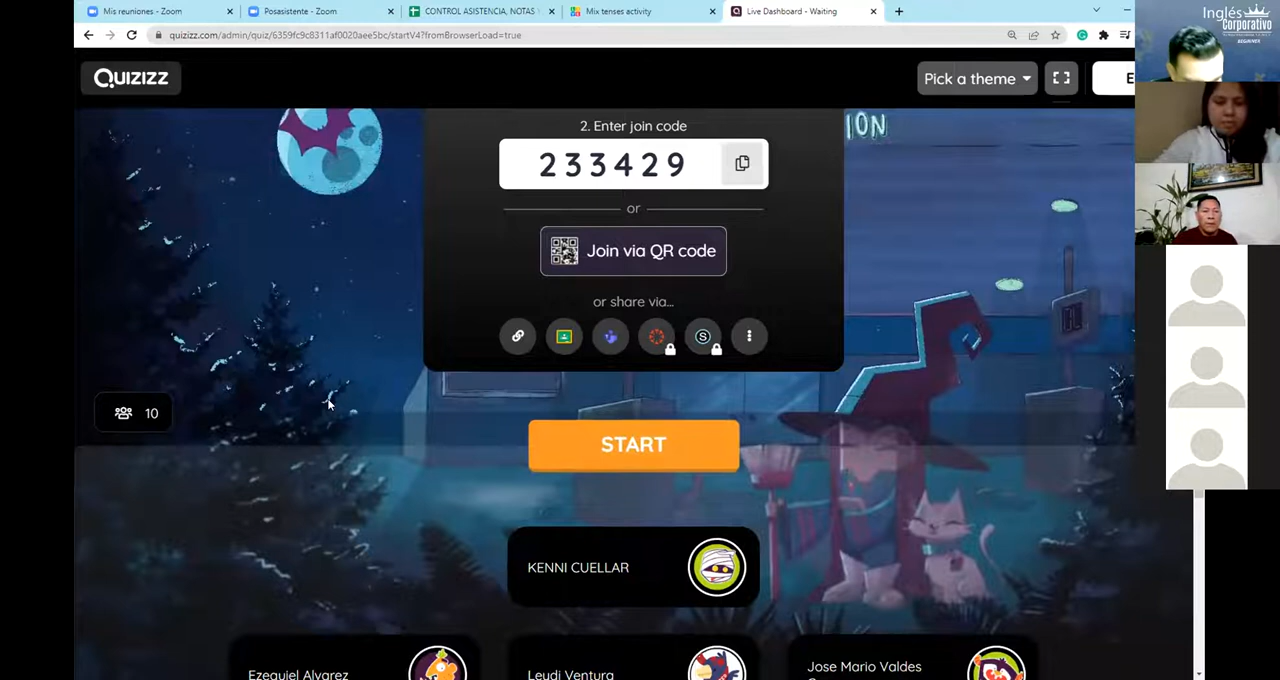 Mis reuniones - Zoom
Posasistente - Zoom
CONTROL ASISTENCIA, NOTAS
Mix tenses activity
Live Dashboard - Waiting
quizizz.com/admin/quiz/6359fc9c8311af0020aee5bc/startV4?fromBrowserLoad=true
Inglés
Corporativo
BEGINNER
QUIZIZZ
Pick a theme
E
2. Enter join code
ION
233429
or
Join via QR code
or share via...
S
10
START
KENNI CUELLAR
Ezequiel Alvarez
Leudi Ventura
Jose Mario Valdes